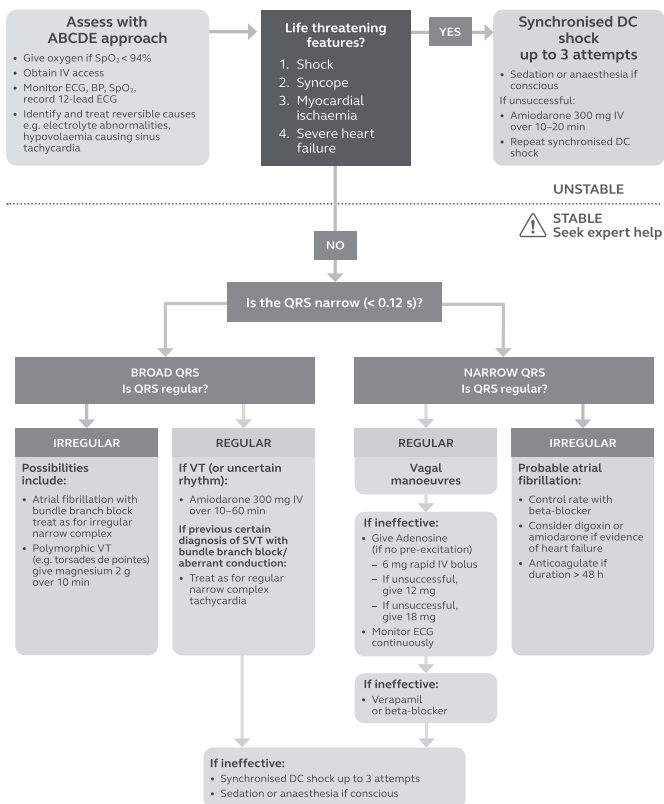 Assess with
ABCDE approach
• Give oxygen if SpO₂ < 94%
• Obtain IV access
• Monitor ECG, BP, SpO₂,
record 12-lead ECG
• Identify and treat reversible causes
e.g. electrolyte abnormalities,
hypovolaemia causing sinus
tachycardia
Life threatening
features?
1. Shock
2. Syncope
3. Myocardial
ischaemia
4. Severe heart
failure
YES
Synchronised DC
shock
up to 3 attempts
• Sedation or anaesthesia if
conscious
If unsuccessful:
• Amiodarone 300 mg IV
over 10–20 min
• Repeat synchronised DC
shock
UNSTABLE
STABLE
Seek expert help
NO
Is the QRS narrow (< 0.12 s)?
BROAD QRS
Is QRS regular?
NARROW QRS
Is QRS regular?
IRREGULAR
Possibilities
include:
• Atrial fibrillation with
bundle branch block
treat as for irregular
narrow complex
• Polymorphic VT
(e.g. torsades de pointes)
give magnesium 2 g
over 10 min
REGULAR
If VT (or uncertain
rhythm):
• Amiodarone 300 mg IV
over 10–60 min
If previous certain
diagnosis of SVT with
bundle branch block/
aberrant conduction:
• Treat as for regular
narrow complex
tachycardia
REGULAR
Vagal
manoeuvres
If ineffective:
• Give Adenosine
(if no pre-excitation)
– 6 mg rapid IV bolus
– If unsuccessful,
give 12 mg
– If unsuccessful,
give 18 mg
• Monitor ECG
continuously
If ineffective:
• Verapamil
or beta-blocker
IRREGULAR
Probable atrial
fibrillation:
• Control rate with
beta-blocker
• Consider digoxin or
amiodarone if evidence
of heart failure
• Anticoagulate if
duration > 48 h
If ineffective:
• Synchronised DC shock up to 3 attempts
• Sedation or anaesthesia if conscious